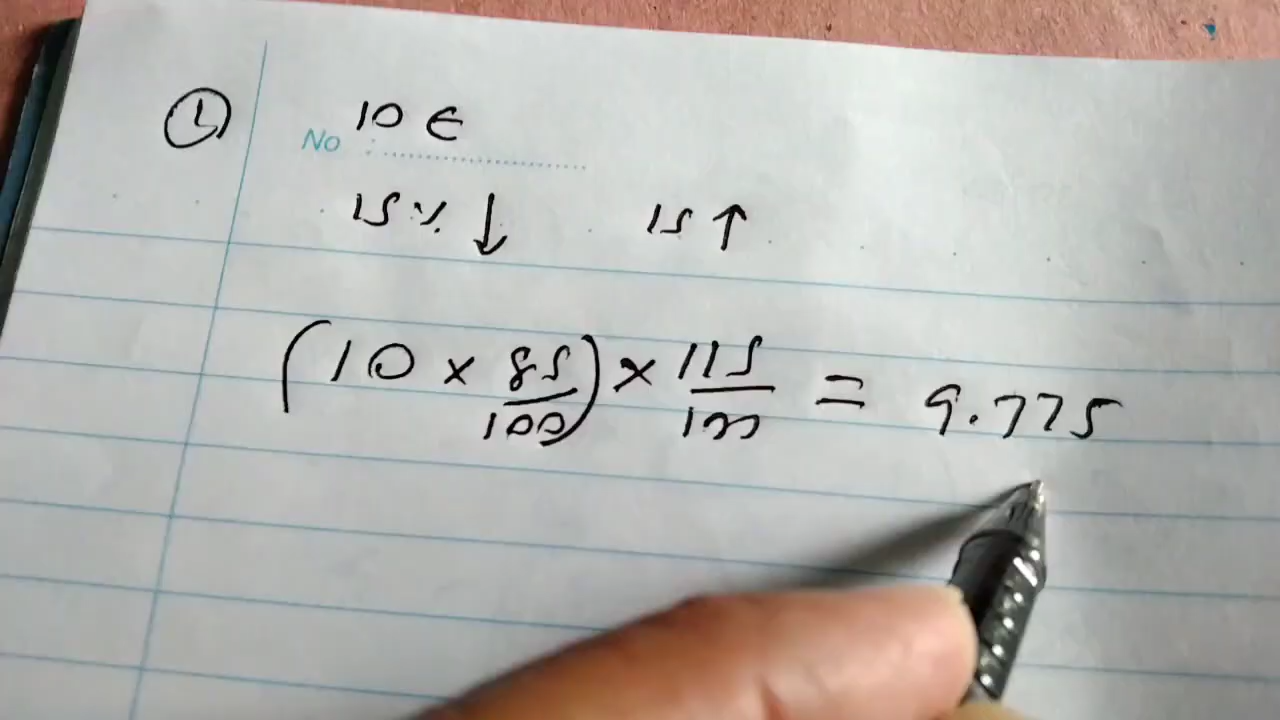 ① 10 €
No :
15% ↓ 15 ↑
(10 × 85/100) × 115/100 = 9.775